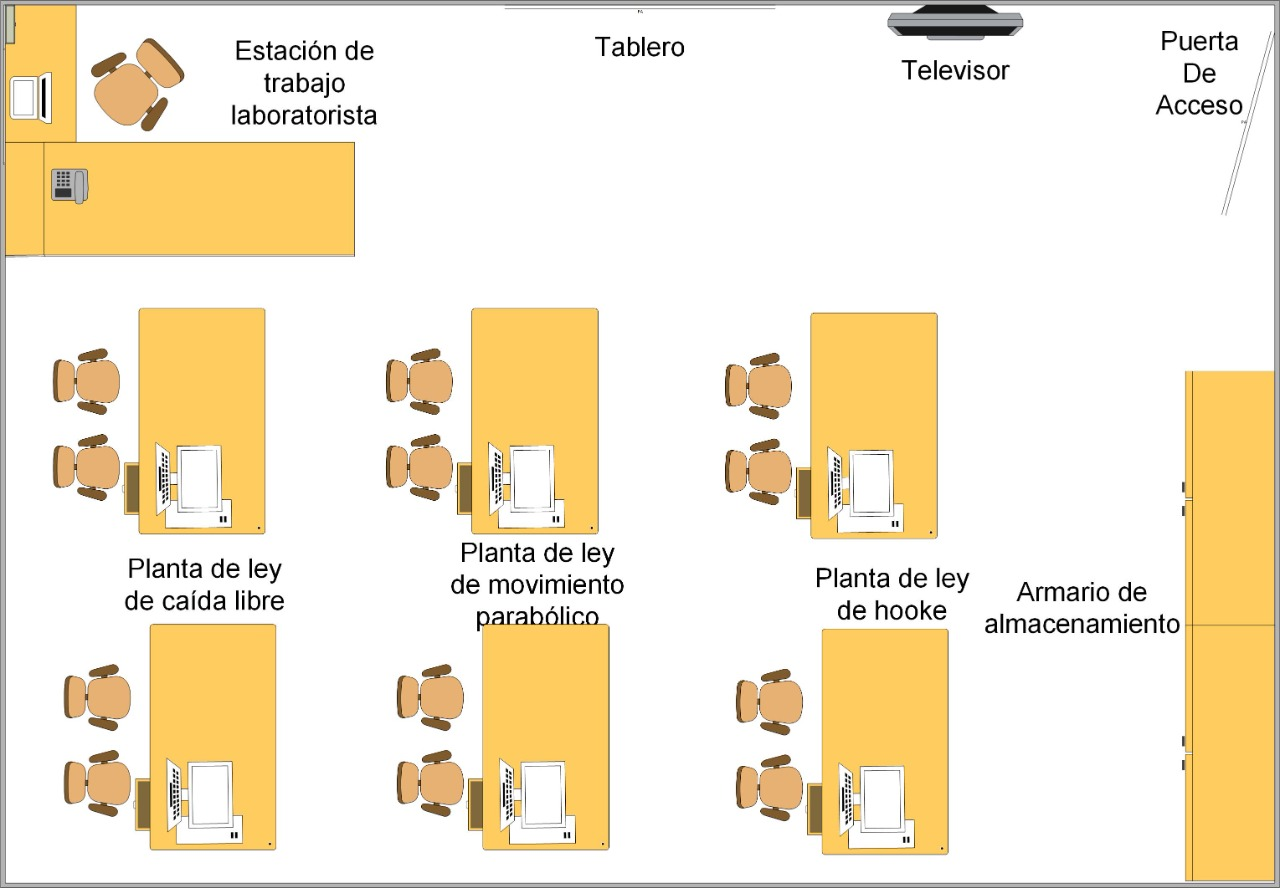 Estación de
trabajo
laboratorista
Tablero
Televisor
Puerta
De
Acceso
Planta de ley
de caída libre
Planta de ley
de movimiento
parabólico
Planta de ley
de hooke
Armario de
almacenamiento